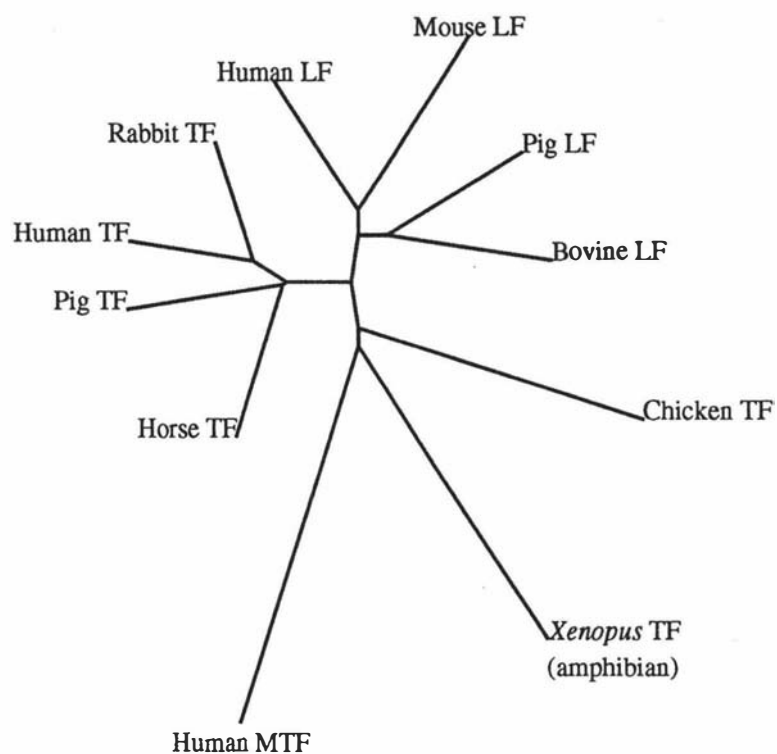 Mouse LF
Human LF
Rabbit TF
Pig LF
Human TF
Bovine LF
Pig TF
Chicken TF
Horse TF
Xenopus TF
(amphibian)
Human MTF